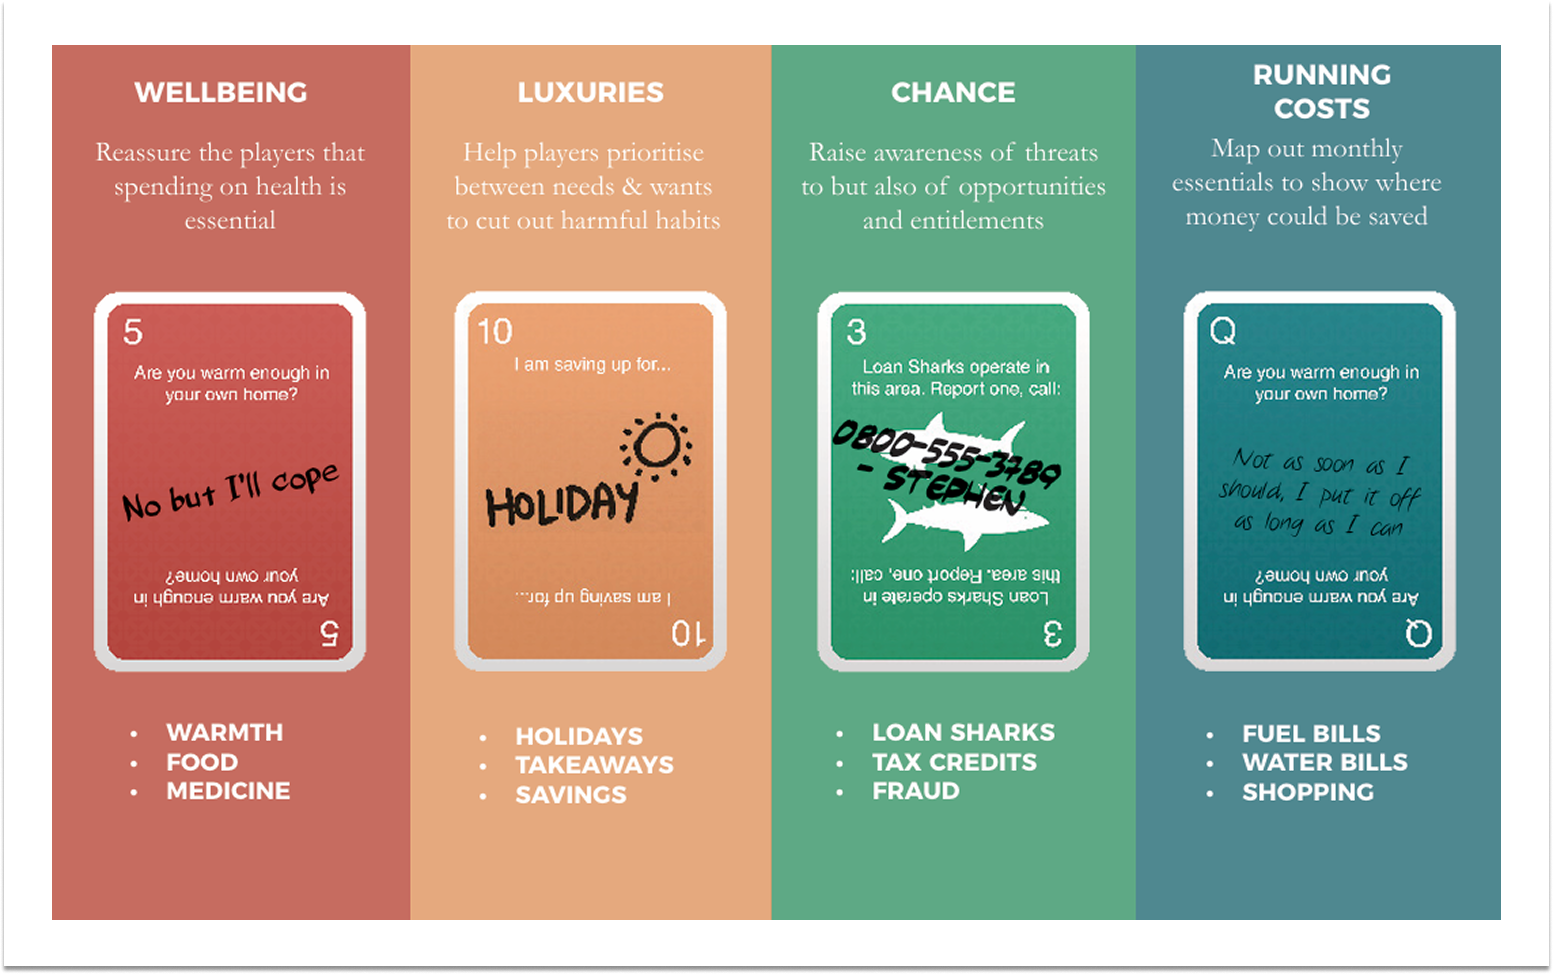 WELLBEING
Reassure the players that
spending on health is
essential
5
Are you warm enough in
your own home?
No but I'll cope
Are you warm enough in
your own home?
5
• WARMTH
• FOOD
• MEDICINE
LUXURIES
Help players prioritise
between needs & wants
to cut out harmful habits
10
I am saving up for...
HOLIDAY
I am saving up for...
10
• HOLIDAYS
• TAKEAWAYS
• SAVINGS
CHANCE
Raise awareness of threats
to but also of opportunities
and entitlements
3
Loan Sharks operate in
this area. Report one, call:
0800-555-3789
- STEPHEN
Loan Sharks operate in
this area. Report one, call:
3
• LOAN SHARKS
• TAX CREDITS
• FRAUD
RUNNING
COSTS
Map out monthly
essentials to show where
money could be saved
Q
Are you warm enough in
your own home?
Not as soon as I
should, I put it off
as long as I can
Are you warm enough in
your own home?
Q
• FUEL BILLS
• WATER BILLS
• SHOPPING